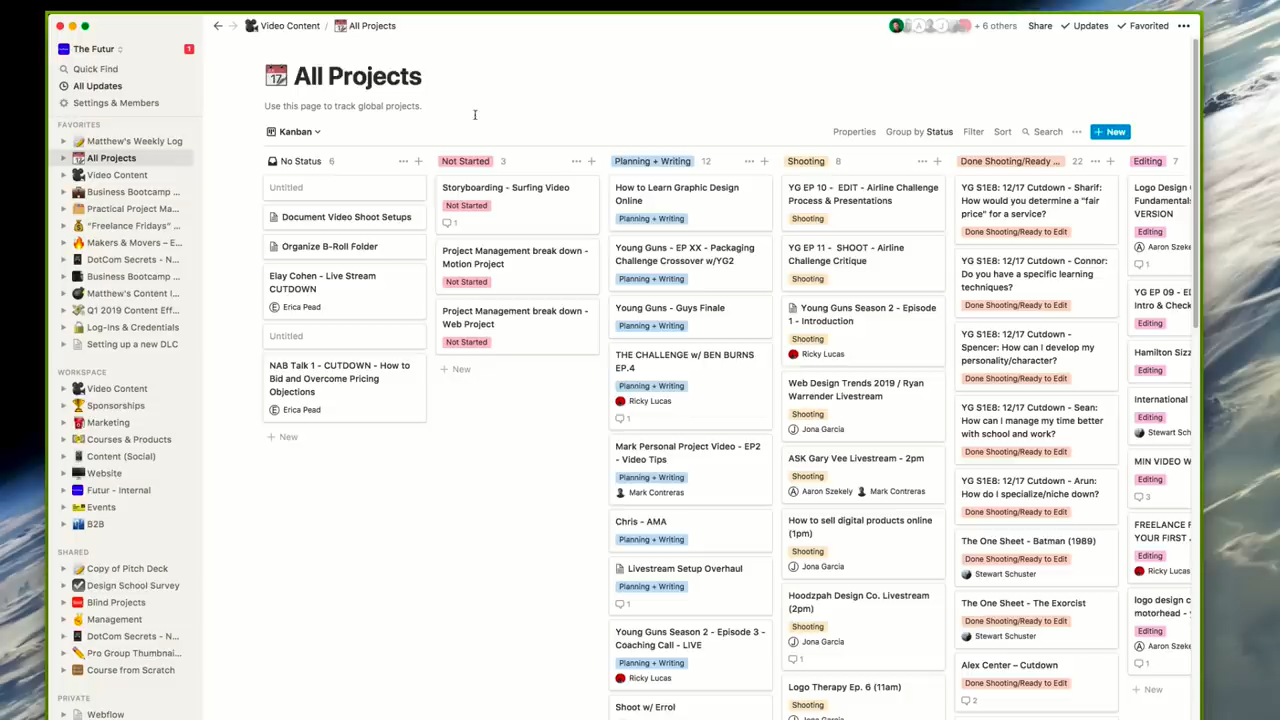 Video Content / All Projects
+ 6 others Share Updates Favorited
The Futur 1
Quick Find
All Updates
Settings & Members
FAVORITES
Matthew's Weekly Log
All Projects
Video Content
Business Bootcamp ...
Practical Project Ma...
"Freelance Fridays" ...
Makers & Movers – E...
DotCom Secrets - N...
Business Bootcamp ...
Matthew's Content I...
Q1 2019 Content Eff...
Log-ins & Credentials
Setting up a new DLC
WORKSPACE
Video Content
Sponsorships
Marketing
Courses & Products
Content (Social)
Website
Futur - Internal
Events
B2B
SHARED
Copy of Pitch Deck
Design School Survey
Blind Projects
Management
DotCom Secrets - N...
Pro Group Thumbnai...
Course from Scratch
PRIVATE
Webflow
All Projects
Use this page to track global projects.
Kanban
Properties Group by Status Filter Sort Search New
No Status 6
Untitled
Document Video Shoot Setups
Organize B-Roll Folder
Elay Cohen - Live Stream
CUTDOWN
E Erica Pead
Untitled
NAB Talk 1 - CUTDOWN - How to
Bid and Overcome Pricing
Objections
E Erica Pead
+ New
Not Started 3
Storyboarding - Surfing Video
Not Started
1
Project Management break down -
Motion Project
Not Started
Project Management break down -
Web Project
Not Started
+ New
Planning + Writing 12
How to Learn Graphic Design
Online
Planning + Writing
Young Guns - EP XX - Packaging
Challenge Crossover w/YG2
Planning + Writing
Young Guns - Guys Finale
Planning + Writing
THE CHALLENGE w/ BEN BURNS
EP.4
Planning + Writing
Ricky Lucas
1
Mark Personal Project Video - EP2
- Video Tips
Planning + Writing
Mark Contreras
Chris - AMA
Planning + Writing
Livestream Setup Overhaul
Planning + Writing
1
Young Guns Season 2 - Episode 3 -
Coaching Call - LIVE
Planning + Writing
Ricky Lucas
Shoot w/ Errol
Shooting 8
YG EP 10 - EDIT - Airline Challenge
Process & Presentations
Shooting
YG EP 11 - SHOOT - Airline
Challenge Critique
Shooting
Young Guns Season 2 - Episode
1 - Introduction
Shooting
Ricky Lucas
Web Design Trends 2019 / Ryan
Warrender Livestream
Shooting
J Jona Garcia
ASK Gary Vee Livestream - 2pm
Shooting
A Aaron Szekely Mark Contreras
How to sell digital products online
(1pm)
Shooting
J Jona Garcia
Hoodzpah Design Co. Livestream
(2pm)
Shooting
J Jona Garcia
1
Logo Therapy Ep. 6 (11am)
Shooting
Jona Garcia
Done Shooting/Ready ... 22
YG S1E8: 12/17 Cutdown - Sharif:
How would you determine a "fair
price" for a service?
Done Shooting/Ready to Edit
YG S1E8: 12/17 Cutdown - Connor:
Do you have a specific learning
techniques?
Done Shooting/Ready to Edit
YG S1E8: 12/17 Cutdown -
Spencer: How can I develop my
personality/character?
Done Shooting/Ready to Edit
YG S1E8: 12/17 Cutdown - Sean:
How can I manage my time better
with school and work?
Done Shooting/Ready to Edit
YG S1E8: 12/17 Cutdown - Arun:
How do I specialize/niche down?
Done Shooting/Ready to Edit
The One Sheet - Batman (1989)
Done Shooting/Ready to Edit
Stewart Schuster
The One Sheet - The Exorcist
Done Shooting/Ready to Edit
Stewart Schuster
Alex Center – Cutdown
Done Shooting/Ready to Edit
2
Editing 7
Logo Design
Fundamentals
VERSION
Editing
A Aaron Szeke
1
YG EP 09 - ED
Intro & Check
Editing
Hamilton Sizz
Editing
International
Editing
Stewart Sch
MIN VIDEO W
Editing
3
FREELANCE F
YOUR FIRST
Editing
Ricky Lucas
logo design c
motorhead -
Editing
A Aaron Szeke
1
+ New